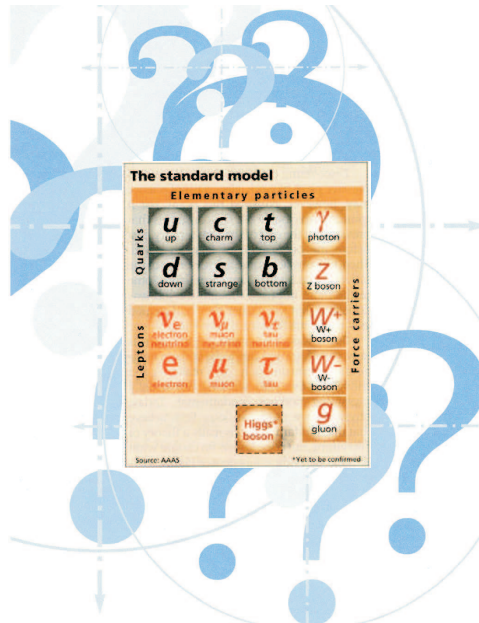 The standard model
Elementary particles
Quarks
u
up
c
charm
t
top
γ
photon
d
down
s
strange
b
bottom
Z
Z boson
Force carriers
Leptons
νe
electron
neutrino
νμ
muon
neutrino
ντ
tau
neutrino
W+
W+
boson
e
electron
μ
muon
τ
tau
W-
W-
boson
Higgs*
boson
g
gluon
Source: AAAS
*Yet to be confirmed